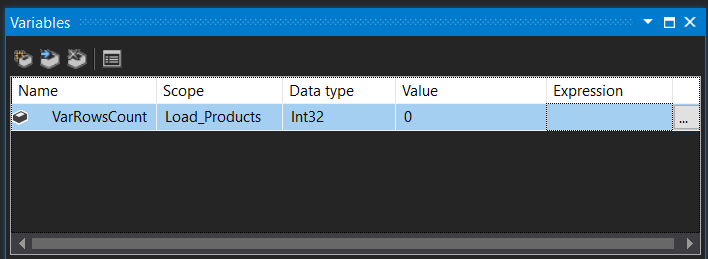 Variables
Name Scope Data type Value Expression
VarRowsCount Load_Products Int32 0 ...